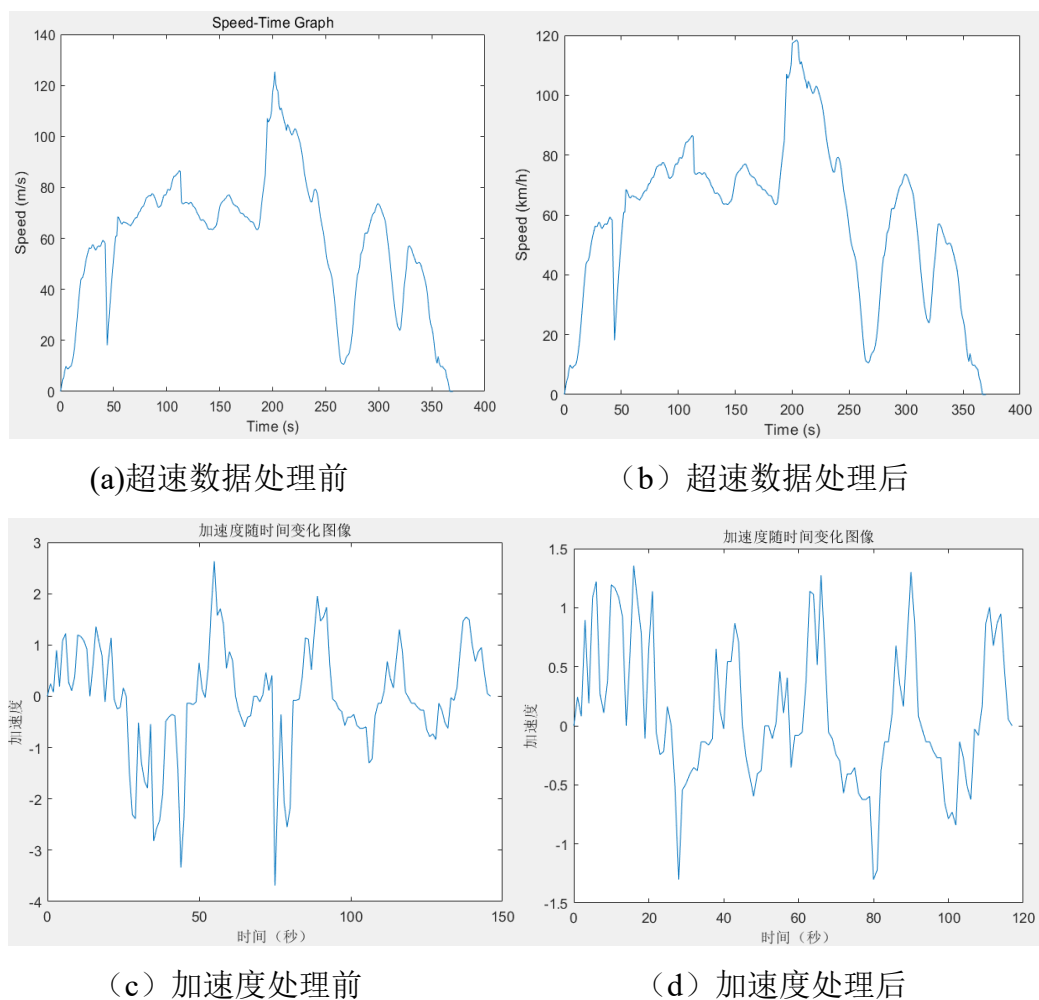 Speed-Time Graph
140
120
100
80
60
40
20
0
Speed (m/s)
0 50 100 150 200 250 300 350 400
Time (s)
120
100
80
60
40
20
0
Speed (km/h)
0 50 100 150 200 250 300 350 400
Time (s)
(a)超速数据处理前
（b）超速数据处理后
加速度随时间变化图像
3
2
1
0
-1
-2
-3
-4
加速度
0 50 100 150
时间（秒）
加速度随时间变化图像
1.5
1
0.5
0
-0.5
-1
-1.5
加速度
0 20 40 60 80 100 120
时间（秒）
（c）加速度处理前
（d）加速度处理后